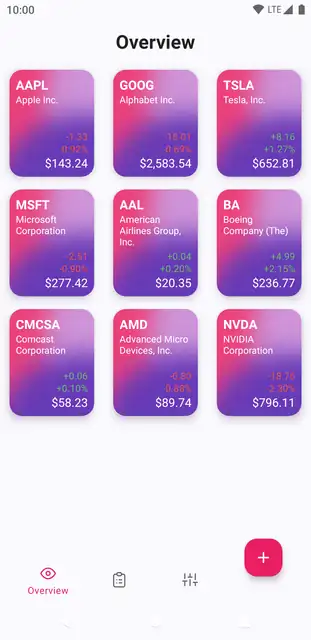 10:00
LTE
Overview
AAPL
Apple Inc.
-1.33
0.92%
$143.24
GOOG
Alphabet Inc.
18.01
0.69%
$2,583.54
TSLA
Tesla, Inc.
+8.16
+1.27%
$652.81
MSFT
Microsoft
Corporation
-2.51
-0.90%
$277.42
AAL
American
Airlines Group,
Inc.
+0.04
+0.20%
$20.35
BA
Boeing
Company (The)
+4.99
+2.15%
$236.77
CMCSA
Comcast
Corporation
+0.06
+0.10%
$58.23
AMD
Advanced Micro
Devices, Inc.
-0.80
0.88%
$89.74
NVDA
NVIDIA
Corporation
-18.76
2.30%
$796.11
Overview